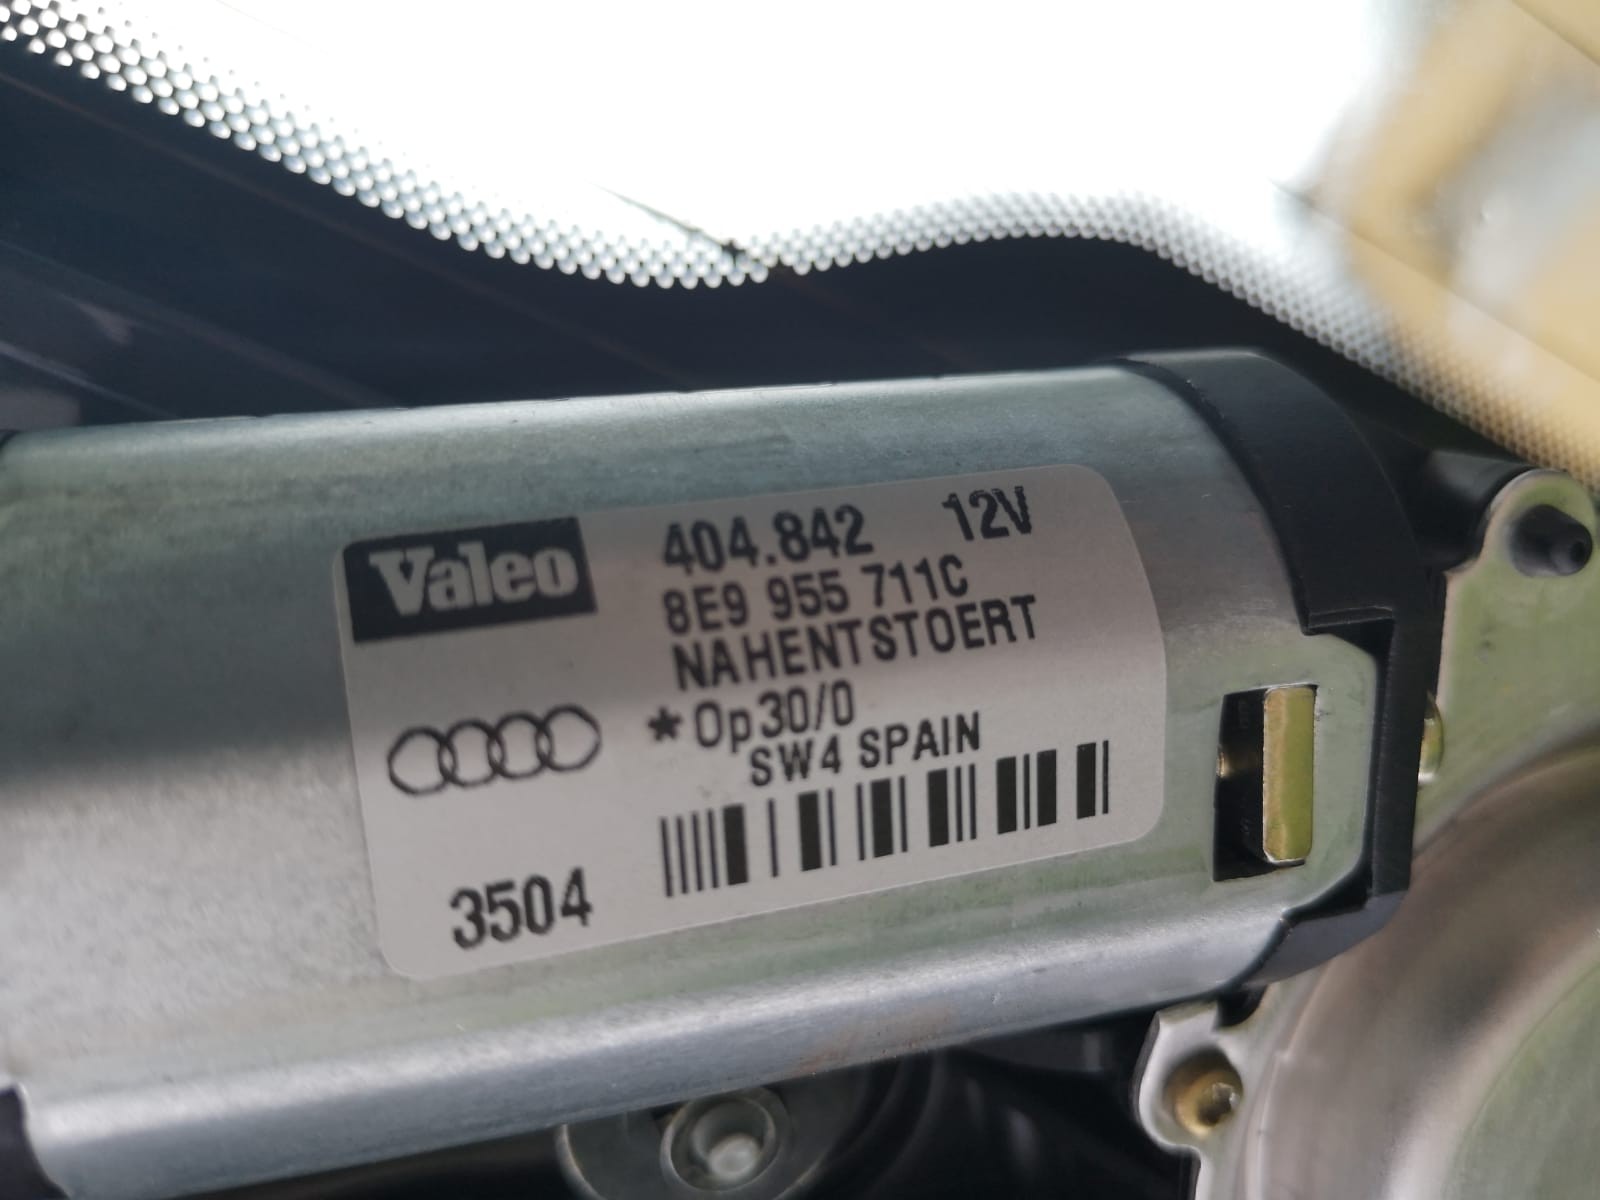 Valeo
404.842 12V
8E9 955 711C
NAHENTSTOERT
*Op30/0
SW4 SPAIN
3504